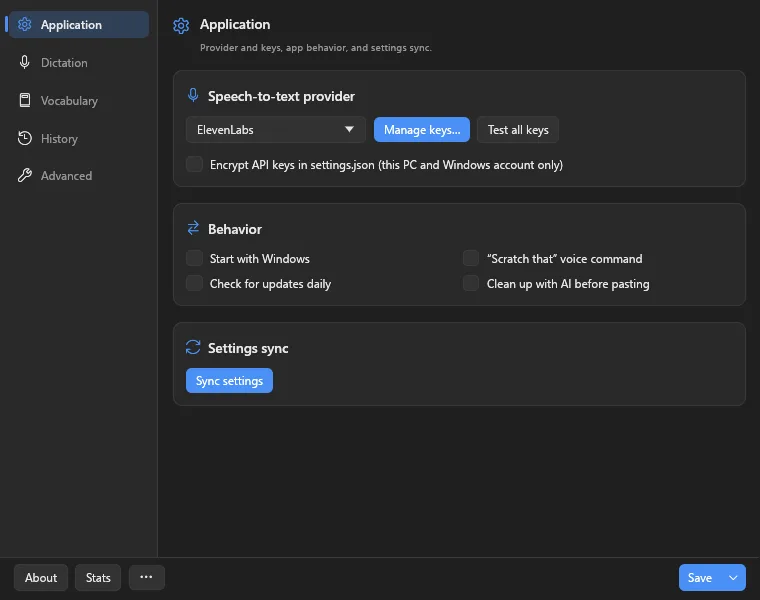 Application
Dictation
Vocabulary
History
Advanced
Application
Provider and keys, app behavior, and settings sync.
Speech-to-text provider
ElevenLabs
Manage keys...
Test all keys
Encrypt API keys in settings.json (this PC and Windows account only)
Behavior
Start with Windows
“Scratch that” voice command
Check for updates daily
Clean up with AI before pasting
Settings sync
Sync settings
About
Stats
...
Save